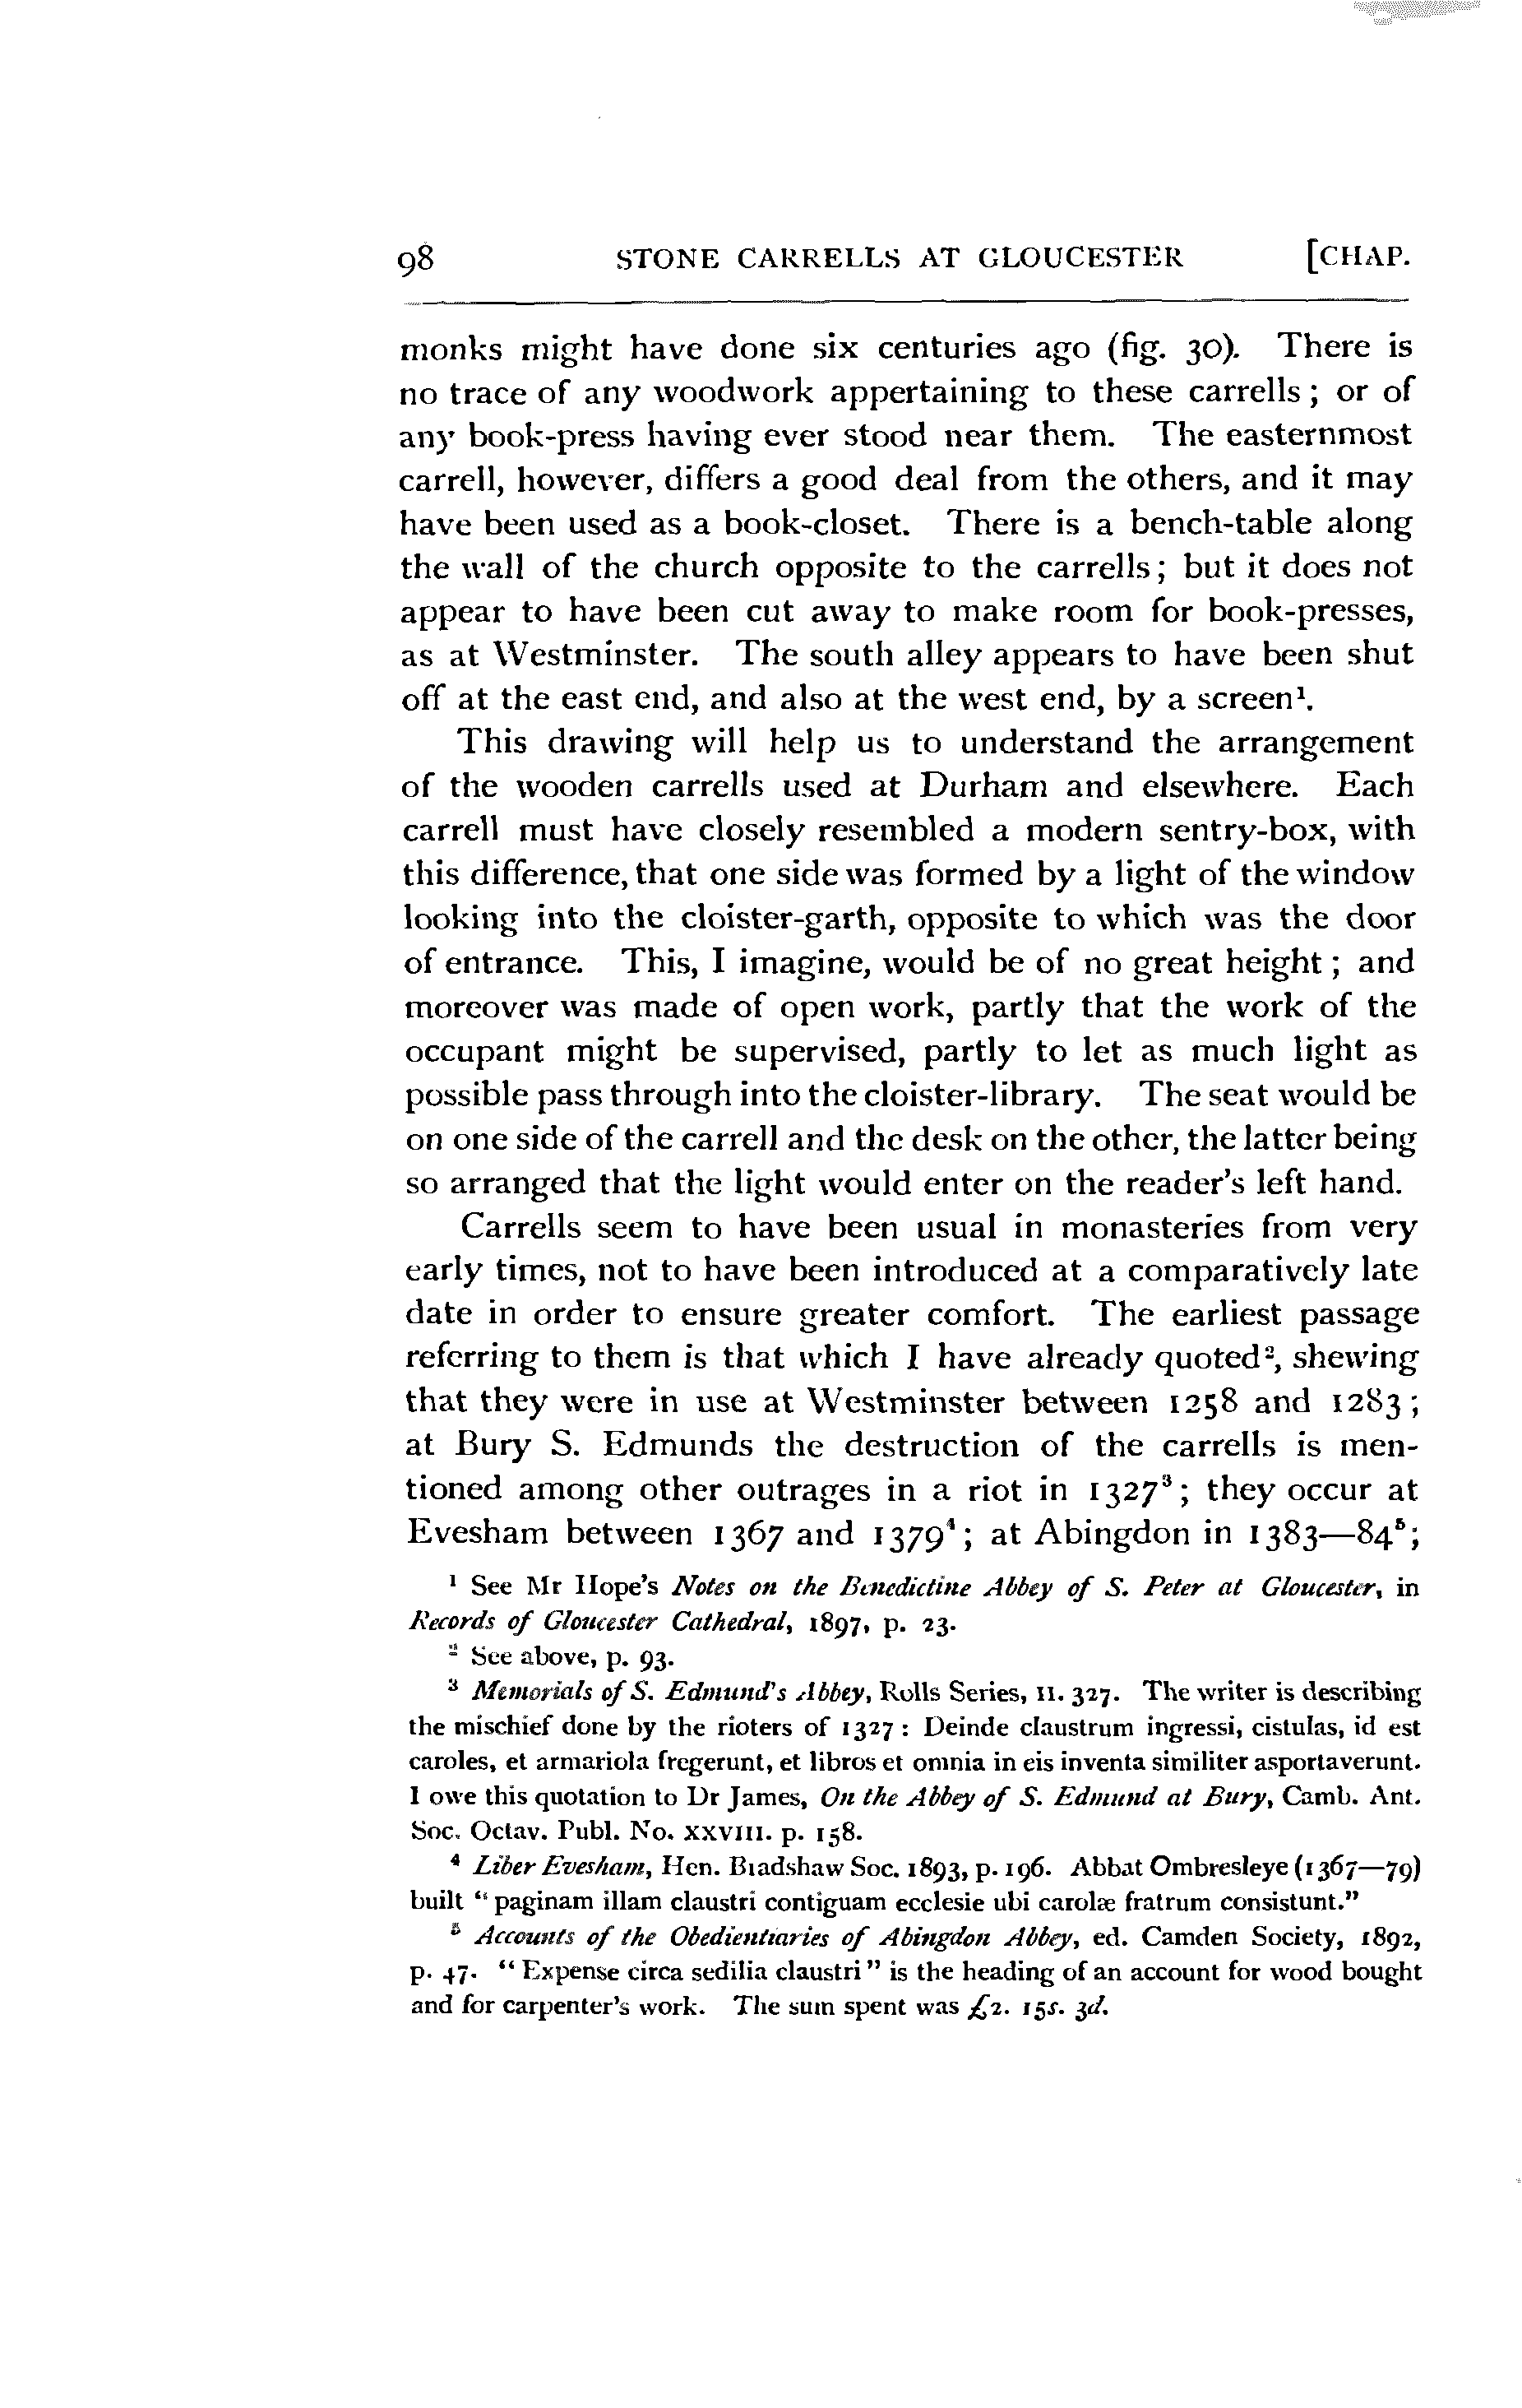 98 STONE CARRELLS AT GLOUCESTER [CHAP.
monks might have done six centuries ago (fig. 30). There is
no trace of any woodwork appertaining to these carrells; or of
any book-press having ever stood near them. The easternmost
carrell, however, differs a good deal from the others, and it may
have been used as a book-closet. There is a bench-table along
the wall of the church opposite to the carrells; but it does not
appear to have been cut away to make room for book-presses,
as at Westminster. The south alley appears to have been shut
off at the east end, and also at the west end, by a screen¹.
This drawing will help us to understand the arrangement
of the wooden carrells used at Durham and elsewhere. Each
carrell must have closely resembled a modern sentry-box, with
this difference, that one side was formed by a light of the window
looking into the cloister-garth, opposite to which was the door
of entrance. This, I imagine, would be of no great height; and
moreover was made of open work, partly that the work of the
occupant might be supervised, partly to let as much light as
possible pass through into the cloister-library. The seat would be
on one side of the carrell and the desk on the other, the latter being
so arranged that the light would enter on the reader's left hand.
Carrells seem to have been usual in monasteries from very
early times, not to have been introduced at a comparatively late
date in order to ensure greater comfort. The earliest passage
referring to them is that which I have already quoted², shewing
that they were in use at Westminster between 1258 and 1283;
at Bury S. Edmunds the destruction of the carrells is men-
tioned among other outrages in a riot in 1327³; they occur at
Evesham between 1367 and 1379⁴; at Abingdon in 1383—84⁵;
¹ See Mr Hope's Notes on the Benedictine Abbey of S. Peter at Gloucester, in
Records of Gloucester Cathedral, 1897, p. 23.
² See above, p. 93.
³ Memorials of S. Edmund's Abbey, Rolls Series, II. 327. The writer is describing
the mischief done by the rioters of 1327: Deinde claustrum ingressi, cistulas, id est
caroles, et armariola fregerunt, et libros et omnia in eis inventa similiter asportaverunt.
I owe this quotation to Dr James, On the Abbey of S. Edmund at Bury, Camb. Ant.
Soc. Octav. Publ. No. XXVIII. p. 158.
⁴ Liber Evesham, Hen. Bradshaw Soc. 1893, p. 196. Abbat Ombresleye (1367—79)
built "paginam illam claustri contiguam ecclesie ubi carolæ fratrum consistunt."
⁵ Accounts of the Obedientiaries of Abingdon Abbey, ed. Camden Society, 1892,
p. 47. "Expense circa sedilia claustri" is the heading of an account for wood bought
and for carpenter's work. The sum spent was £2. 15s. 3d.